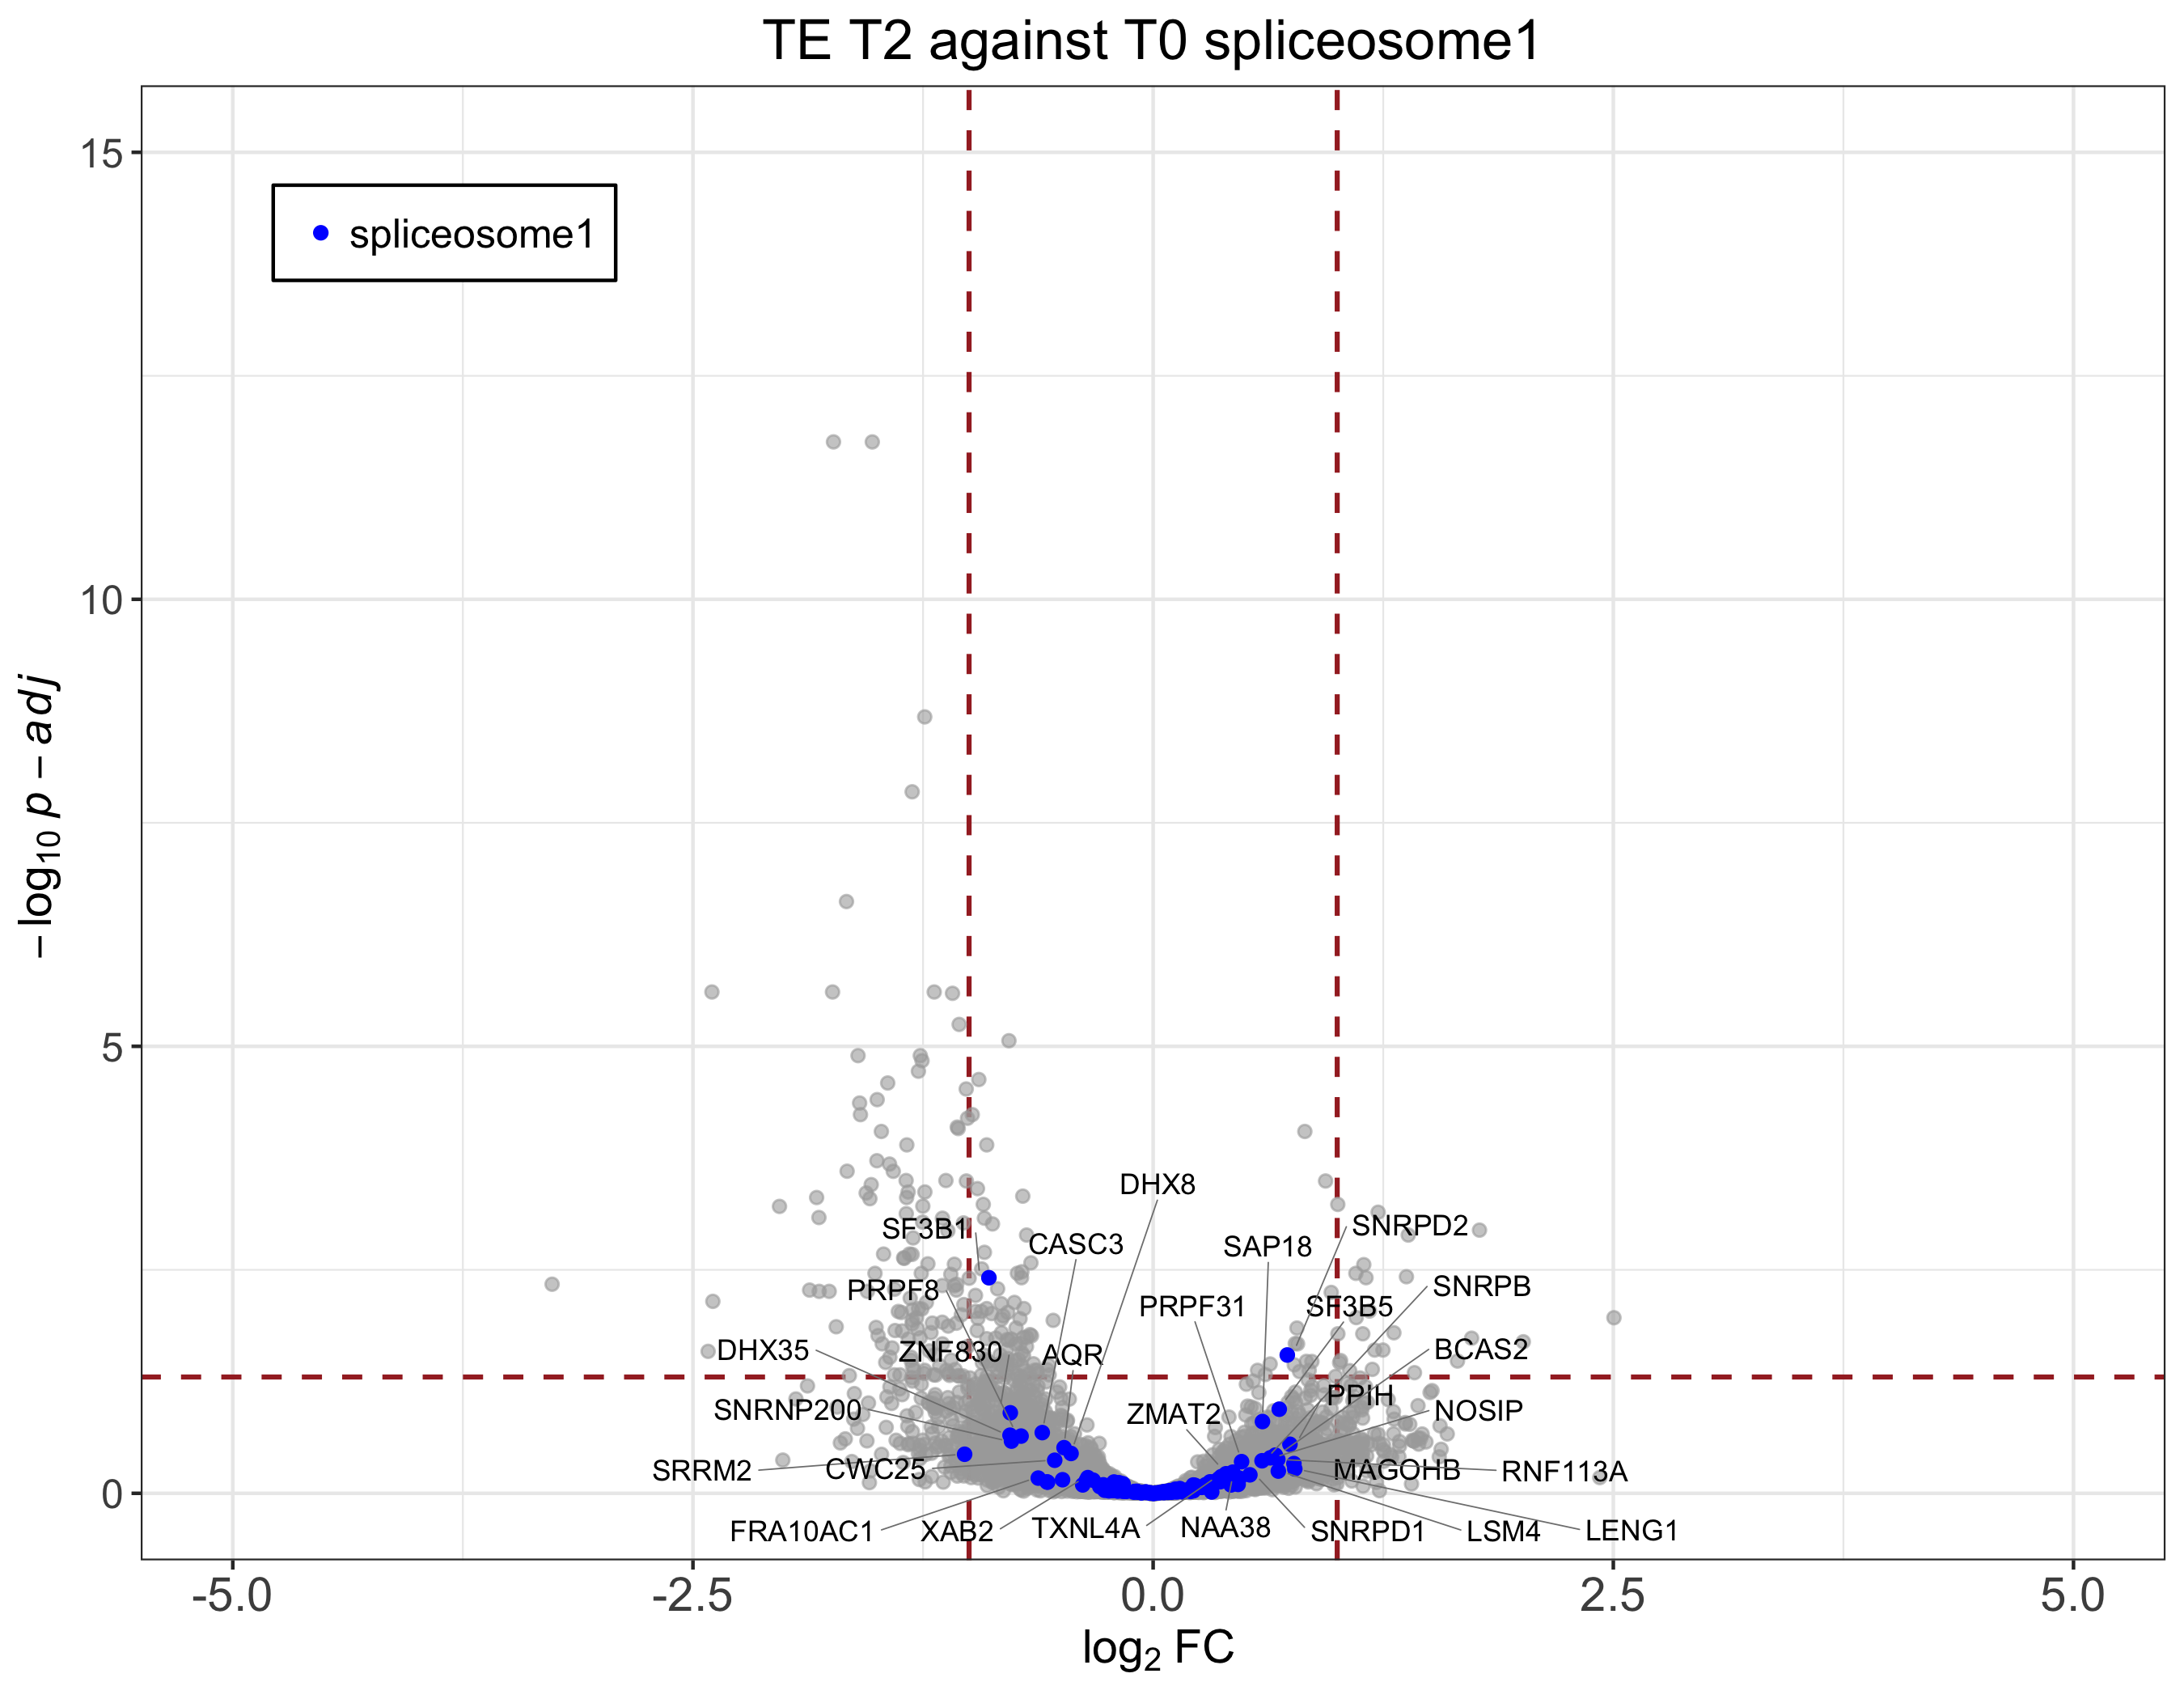 TE T2 against T0 spliceosome1
15
10
5
0
−log10 p − adj
spliceosome1
DHX8
SF3B1
CASC3
SAP18
SNRPD2
PRPF8
PRPF31
SF3B5
SNRPB
DHX35
ZNF830
AQR
BCAS2
PPIH
SNRNP200
ZMAT2
NOSIP
SRRM2
CWC25
MAGOHB
RNF113A
FRA10AC1
XAB2
TXNL4A
NAA38
SNRPD1
LSM4
LENG1
-5.0
-2.5
0.0
2.5
5.0
log2 FC